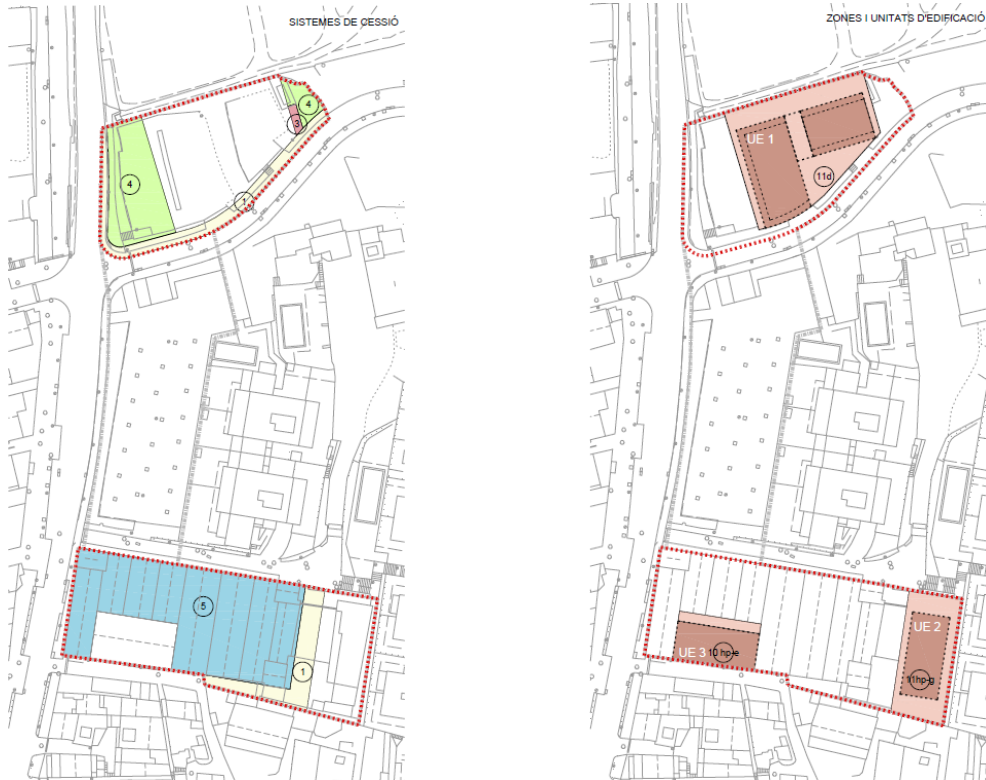 SISTEMES DE CESSIÓ
4
3
4
1
5
1
ZONES I UNITATS D'EDIFICACIÓ
UE 1
11d
UE 2
UE 3 10 hp-e
11hp-g